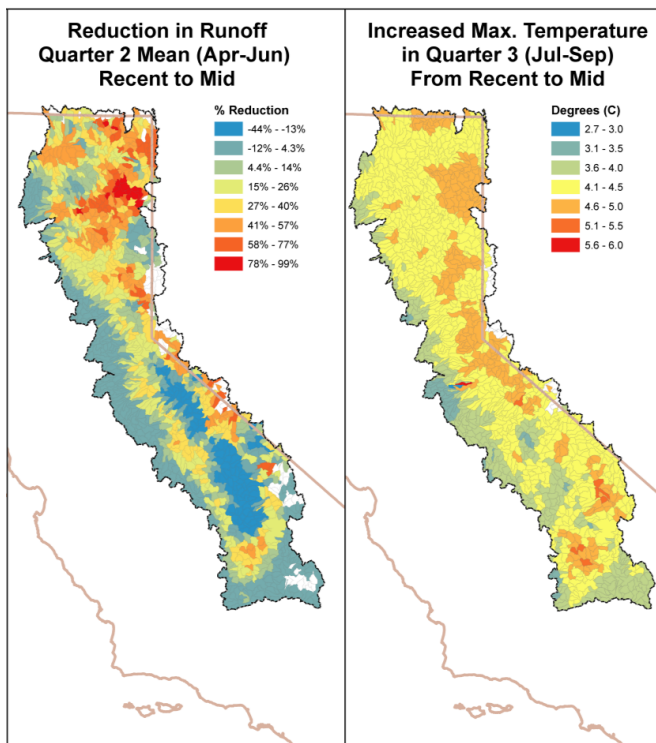 Reduction in Runoff
Quarter 2 Mean (Apr-Jun)
Recent to Mid
% Reduction
-44% - -13%
-12% - 4.3%
4.4% - 14%
15% - 26%
27% - 40%
41% - 57%
58% - 77%
78% - 99%
Increased Max. Temperature
in Quarter 3 (Jul-Sep)
From Recent to Mid
Degrees (C)
2.7 - 3.0
3.1 - 3.5
3.6 - 4.0
4.1 - 4.5
4.6 - 5.0
5.1 - 5.5
5.6 - 6.0